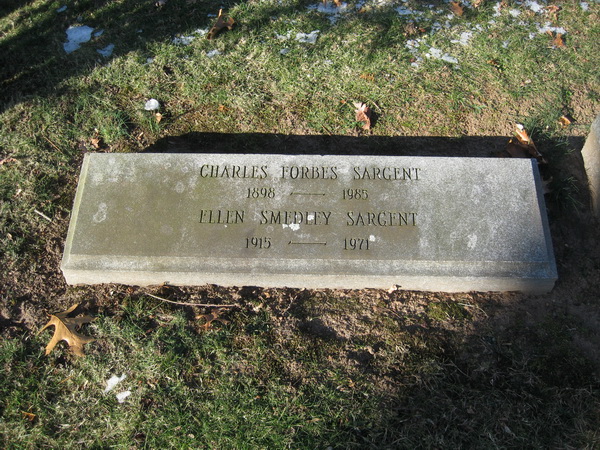 CHARLES FORBES SARGENT
1898 — 1985
ELLEN SMEDLEY SARGENT
1915 — 1971